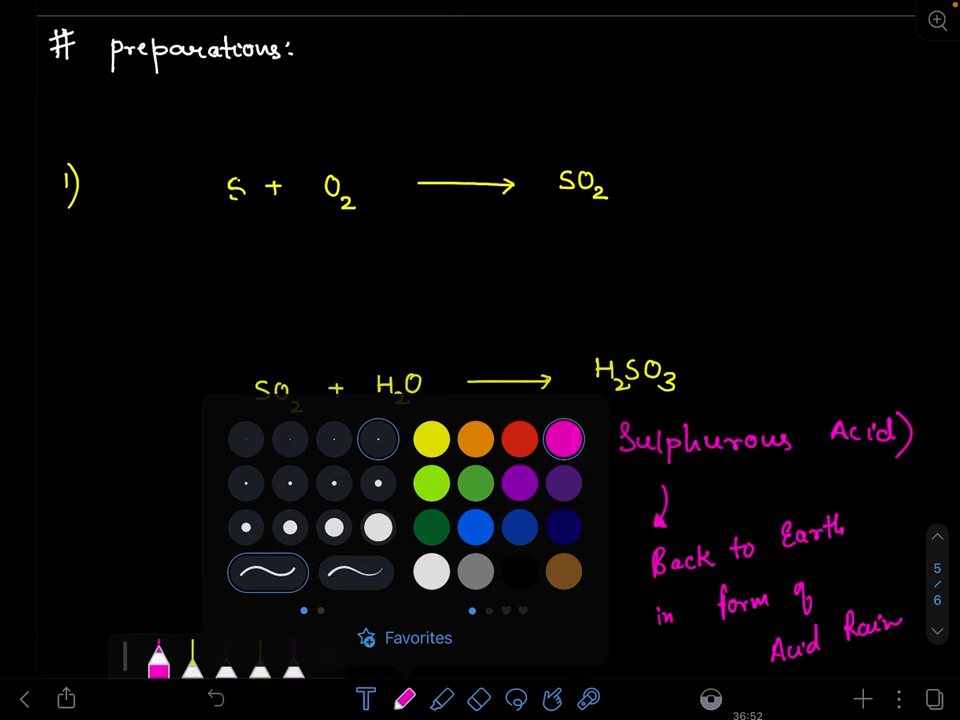 # preparations:
1) S + O2 ⟶ SO2
SO2 + H2O ⟶ H2SO3
Sulphurous Acid)
Back to Earth
in form of
Acid Rain
Favorites
5
/
6
T
36:52